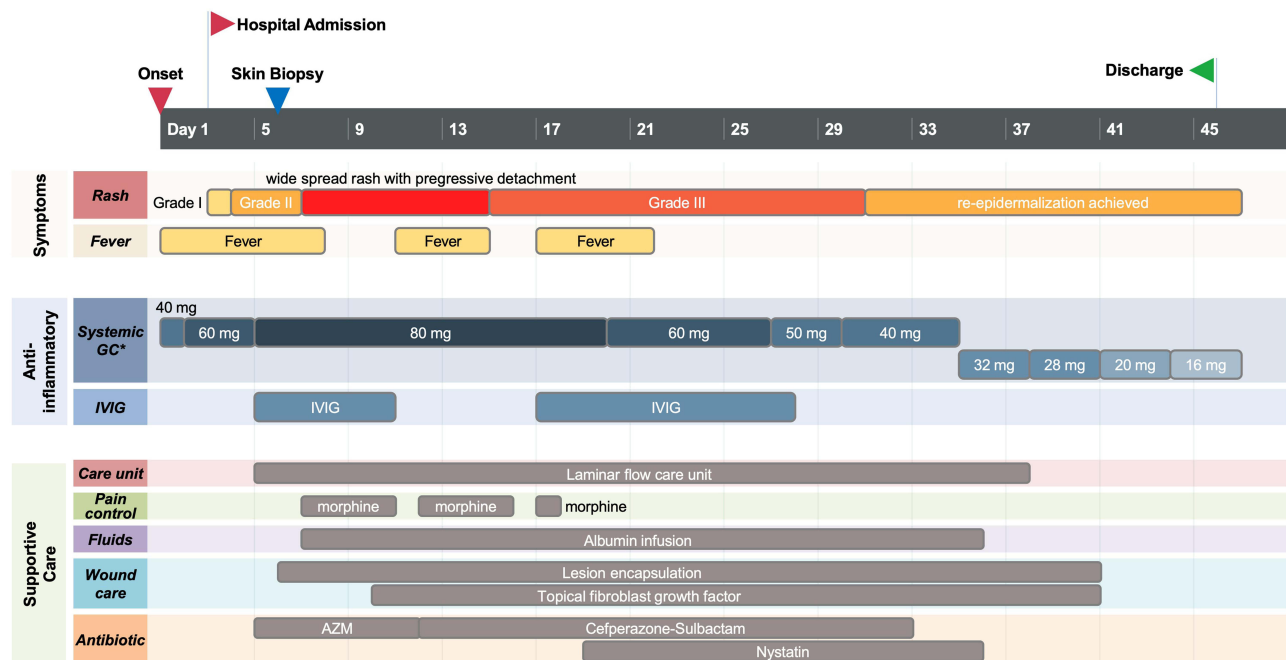 Hospital Admission
Onset
Skin Biopsy
Discharge
Day 1 5 9 13 17 21 25 29 33 37 41 45
Symptoms
Rash
wide spread rash with pregressive detachment
Grade I
Grade II
Grade III
re-epidermalization achieved
Fever
Fever
Fever
Fever
Anti-
inflammatory
Systemic
GC*
40 mg
60 mg
80 mg
60 mg
50 mg
40 mg
32 mg
28 mg
20 mg
16 mg
IVIG
IVIG
IVIG
Supportive
Care
Care unit
Laminar flow care unit
Pain
control
morphine
morphine
morphine
Fluids
Albumin infusion
Wound
care
Lesion encapsulation
Topical fibroblast growth factor
Antibiotic
AZM
Cefperazone-Sulbactam
Nystatin